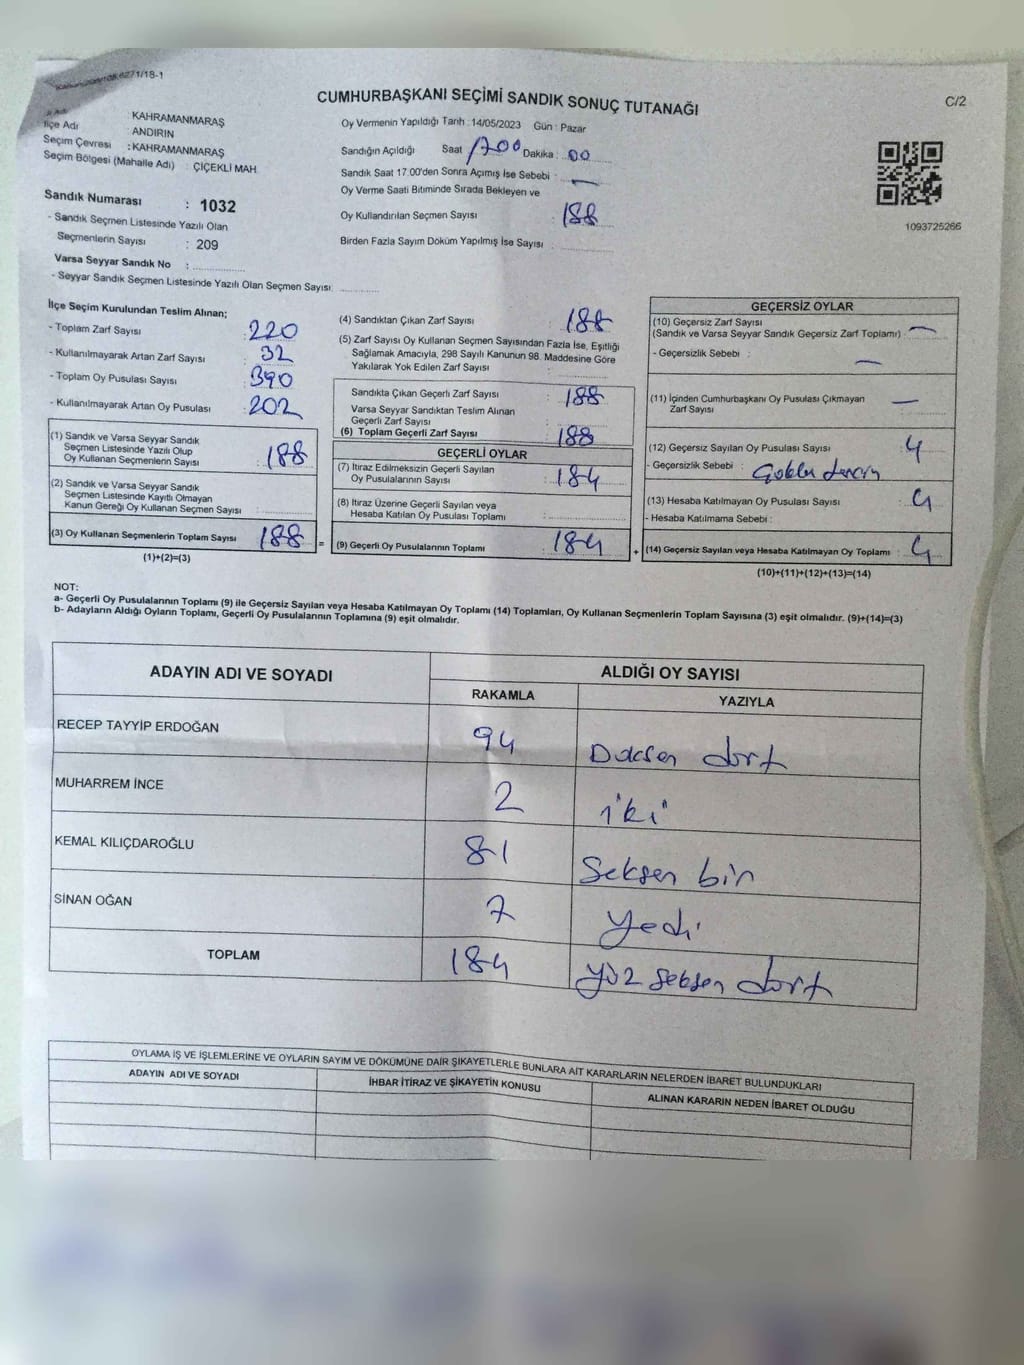 6271/18-1
CUMHURBAŞKANI SEÇİMİ SANDIK SONUÇ TUTANAĞI
C/2
İl Adı : KAHRAMANMARAŞ
İlçe Adı : ANDIRIN
Seçim Çevresi : KAHRAMANMARAŞ
Seçim Bölgesi (Mahalle Adı) : ÇİÇEKLİ MAH.
Sandık Numarası : 1032
- Sandık Seçmen Listesinde Yazılı Olan
Seçmenlerin Sayısı : 209
Varsa Seyyar Sandık No :
- Seyyar Sandık Seçmen Listesinde Yazılı Olan Seçmen Sayısı:
Oy Vermenin Yapıldığı Tarih : 14/05/2023 Gün : Pazar
Sandığın Açıldığı Saat 1700 Dakika : 00
Sandık Saat 17.00'den Sonra Açımış İse Sebebi : —
Oy Verme Saati Bitiminde Sırada Bekleyen ve
Oy Kullandırılan Seçmen Sayısı : 188
Birden Fazla Sayım Döküm Yapılmış İse Sayısı :
1093725266
İlçe Seçim Kurulundan Teslim Alınan;
- Toplam Zarf Sayısı : 220
- Kullanılmayarak Artan Zarf Sayısı : 32
- Toplam Oy Pusulası Sayısı : 390
- Kullanılmayarak Artan Oy Pusulası : 202
(1) Sandık ve Varsa Seyyar Sandık
Seçmen Listesinde Yazılı Olup
Oy Kullanan Seçmenlerin Sayısı : 188
(2) Sandık ve Varsa Seyyar Sandık
Seçmen Listesinde Kayıtlı Olmayan
Kanun Gereği Oy Kullanan Seçmen Sayısı :
(3) Oy Kullanan Seçmenlerin Toplam Sayısı : 188 =
(1)+(2)=(3)
(4) Sandıktan Çıkan Zarf Sayısı : 188
(5) Zarf Sayısı Oy Kullanan Seçmen Sayısından Fazla İse, Eşitliği
Sağlamak Amacıyla, 298 Sayılı Kanunun 98. Maddesine Göre
Yakılarak Yok Edilen Zarf Sayısı :
Sandıkta Çıkan Geçerli Zarf Sayısı : 188
Varsa Seyyar Sandıktan Teslim Alınan
Geçerli Zarf Sayısı :
(6) Toplam Geçerli Zarf Sayısı : 188
GEÇERLİ OYLAR
(7) İtiraz Edilmeksizin Geçerli Sayılan
Oy Pusulalarının Sayısı : 184
(8) İtiraz Üzerine Geçerli Sayılan veya
Hesaba Katılan Oy Pusulası Toplamı :
(9) Geçerli Oy Pusulalarının Toplamı : 184 +
GEÇERSİZ OYLAR
(10) Geçersiz Zarf Sayısı
(Sandık ve Varsa Seyyar Sandık Geçersiz Zarf Toplamı) : —
- Geçersizlik Sebebi : —
(11) İçinden Cumhurbaşkanı Oy Pusulası Çıkmayan
Zarf Sayısı : —
(12) Geçersiz Sayılan Oy Pusulası Sayısı : 4
- Geçersizlik Sebebi :
(13) Hesaba Katılmayan Oy Pusulası Sayısı : 4
- Hesaba Katılmama Sebebi :
(14) Geçersiz Sayılan veya Hesaba Katılmayan Oy Toplamı : 4
(10)+(11)+(12)+(13)=(14)
NOT:
a- Geçerli Oy Pusulalarının Toplamı (9) ile Geçersiz Sayılan veya Hesaba Katılmayan Oy Toplamı (14) Toplamları, Oy Kullanan Seçmenlerin Toplam Sayısına (3) eşit olmalıdır. (9)+(14)=(3)
b- Adayların Aldığı Oyların Toplamı, Geçerli Oy Pusulalarının Toplamına (9) eşit olmalıdır.
ADAYIN ADI VE SOYADI
ALDIĞI OY SAYISI
RAKAMLA YAZIYLA
RECEP TAYYİP ERDOĞAN 94 Doksen dört
MUHARREM İNCE 2 iki
KEMAL KILIÇDAROĞLU 81 Seksen bir
SİNAN OĞAN 7 Yedi
TOPLAM 184 yüz seksen dört
OYLAMA İŞ VE İŞLEMLERİNE VE OYLARIN SAYIM VE DÖKÜMÜNE DAİR ŞİKAYETLERLE BUNLARA AİT KARARLARIN NELERDEN İBARET BULUNDUKLARI
ADAYIN ADI VE SOYADI
İHBAR İTİRAZ VE ŞİKAYETİN KONUSU
ALINAN KARARIN NEDEN İBARET OLDUĞU